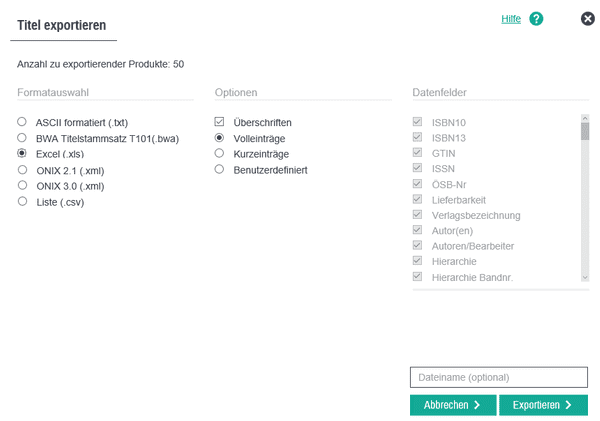 Titel exportieren
Hilfe ?
Anzahl zu exportierender Produkte: 50
Formatauswahl
ASCII formatiert (.txt)
BWA Titelstammsatz T101(.bwa)
Excel (.xls)
ONIX 2.1 (.xml)
ONIX 3.0 (.xml)
Liste (.csv)
Optionen
Überschriften
Volleinträge
Kurzeinträge
Benutzerdefiniert
Datenfelder
ISBN10
ISBN13
GTIN
ISSN
ÖSB-Nr
Lieferbarkeit
Verlagsbezeichnung
Autor(en)
Autoren/Bearbeiter
Hierarchie
Hierarchie Bandnr.
Dateiname (optional)
Abbrechen
Exportieren